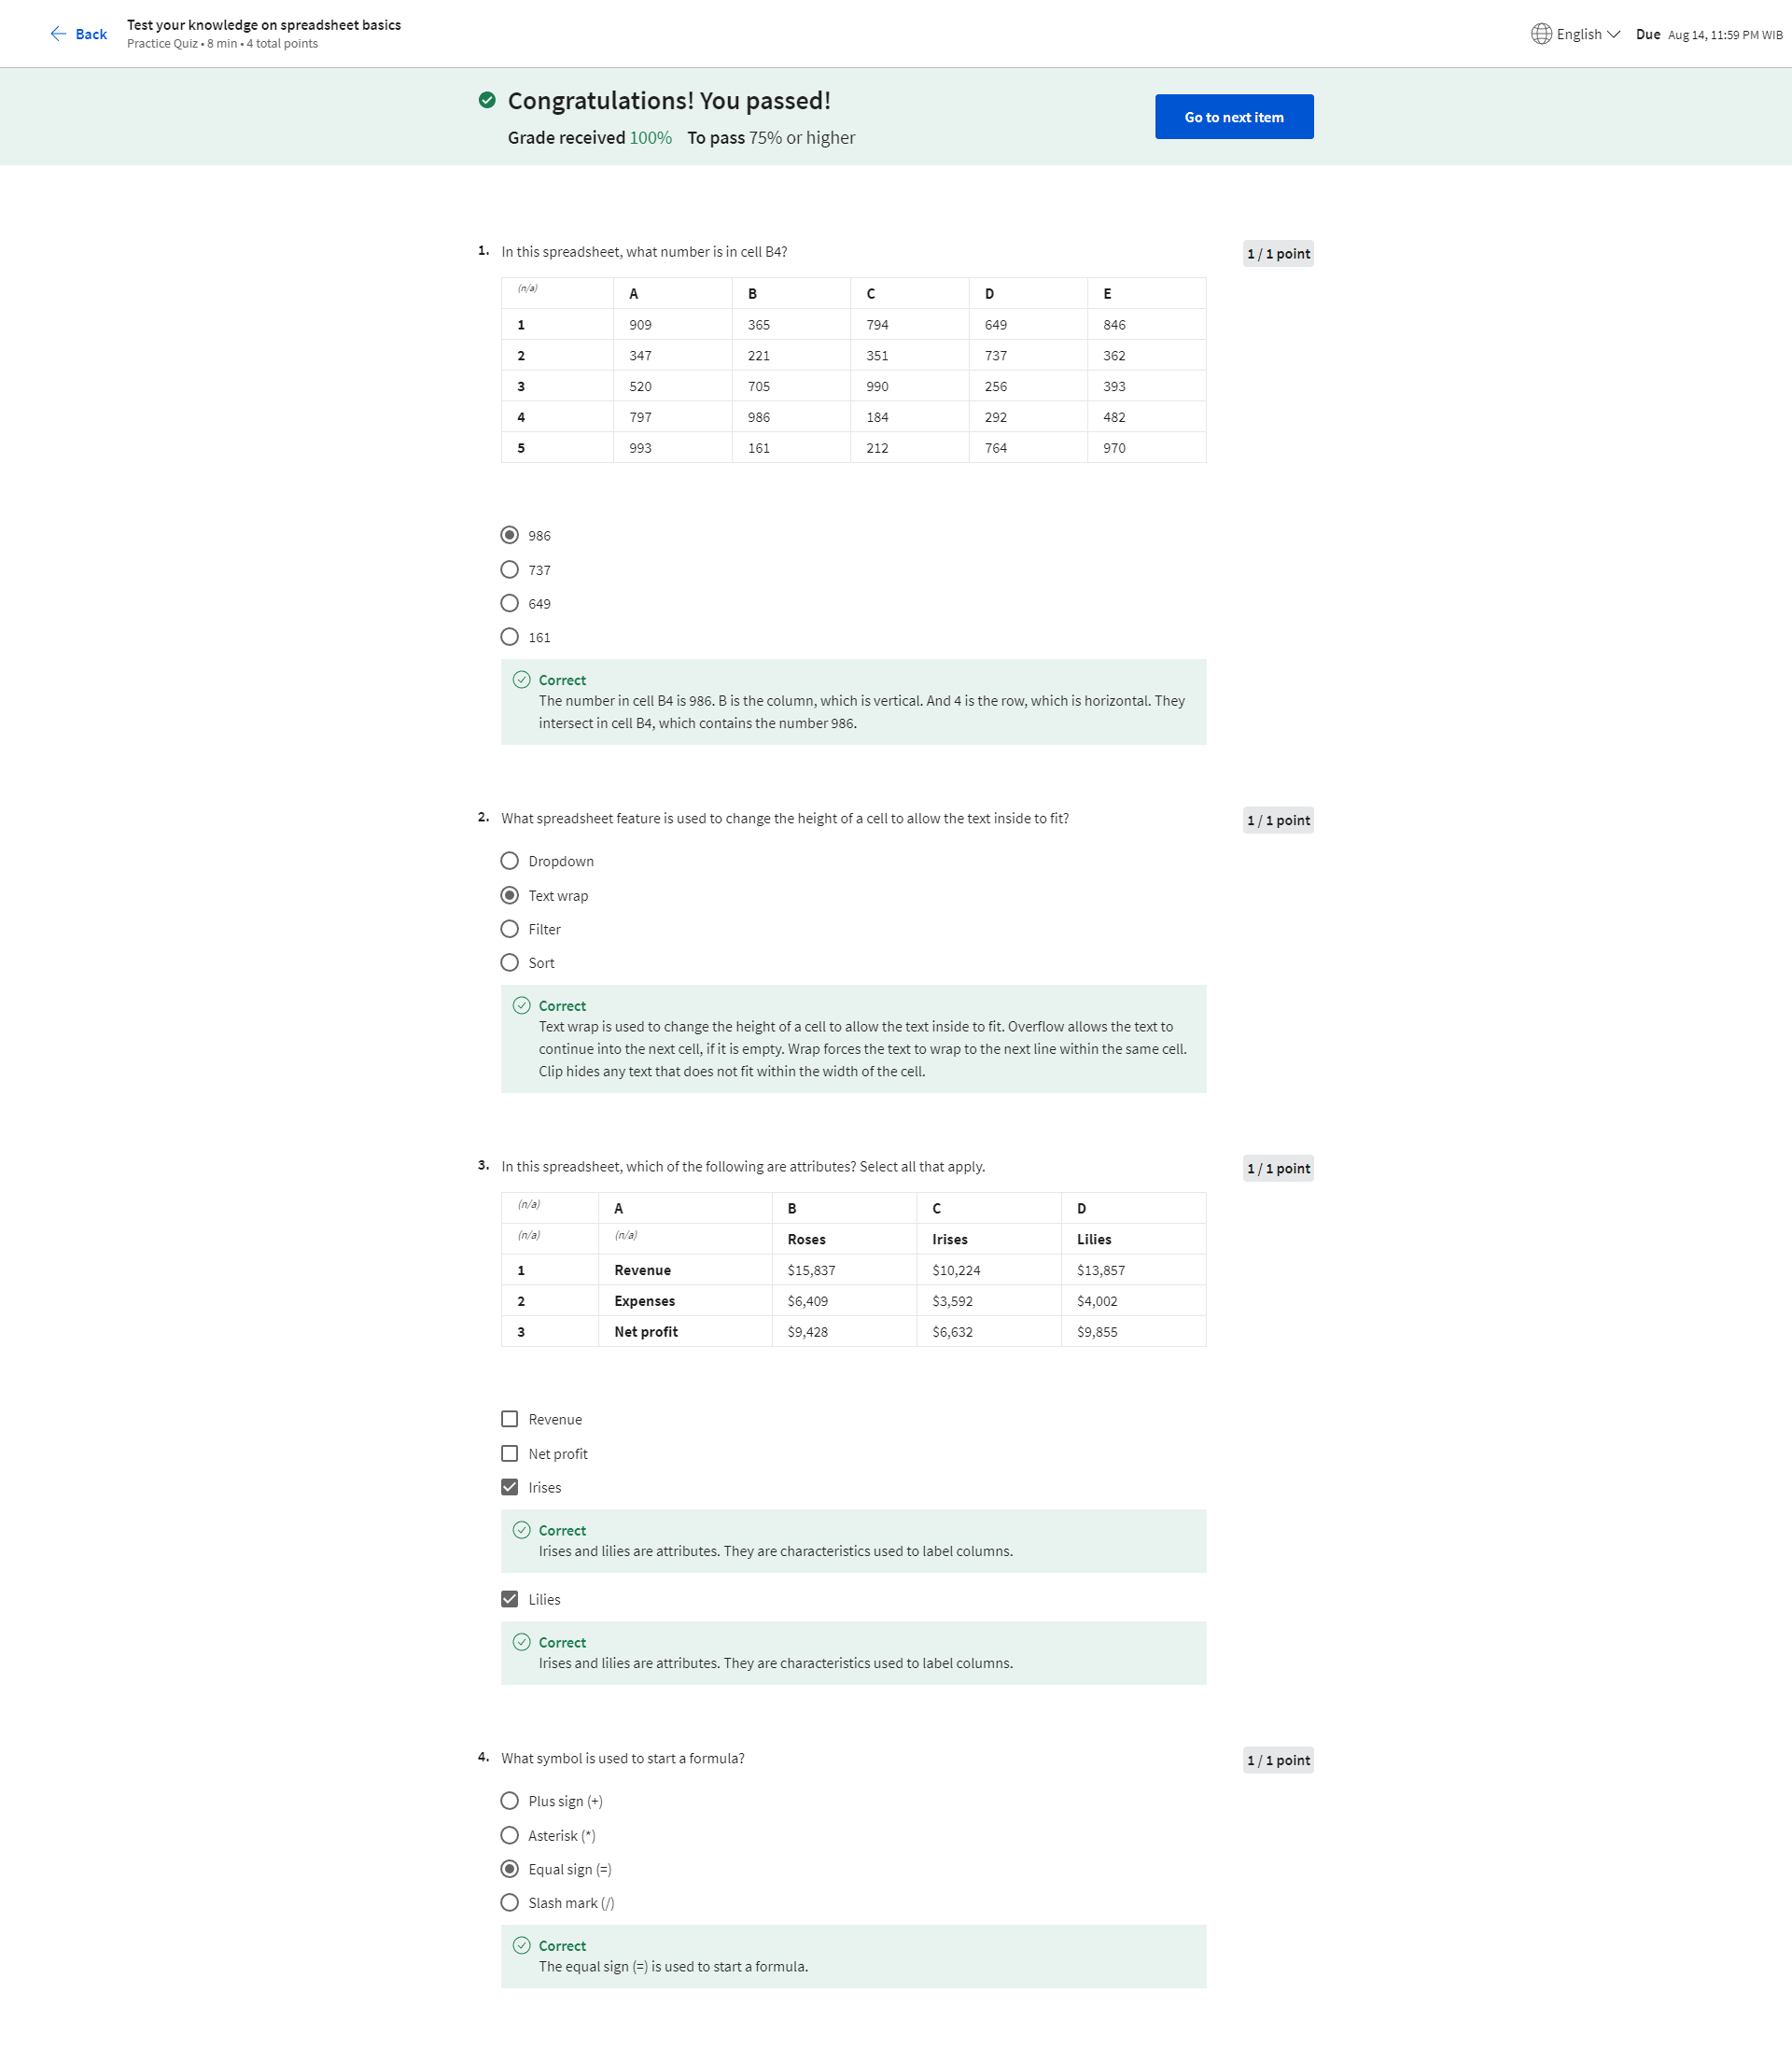 Back
Test your knowledge on spreadsheet basics
Practice Quiz • 8 min • 4 total points
English
Due Aug 14, 11:59 PM WIB
Congratulations! You passed!
Grade received 100% To pass 75% or higher
Go to next item
1. In this spreadsheet, what number is in cell B4?
1 / 1 point
(n/a) A B C D E
1 909 365 794 649 846
2 347 221 351 737 362
3 520 705 990 256 393
4 797 986 184 292 482
5 993 161 212 764 970
986
737
649
161
Correct
The number in cell B4 is 986. B is the column, which is vertical. And 4 is the row, which is horizontal. They
intersect in cell B4, which contains the number 986.
2. What spreadsheet feature is used to change the height of a cell to allow the text inside to fit?
1 / 1 point
Dropdown
Text wrap
Filter
Sort
Correct
Text wrap is used to change the height of a cell to allow the text inside to fit. Overflow allows the text to
continue into the next cell, if it is empty. Wrap forces the text to wrap to the next line within the same cell.
Clip hides any text that does not fit within the width of the cell.
3. In this spreadsheet, which of the following are attributes? Select all that apply.
1 / 1 point
(n/a) A B C D
(n/a) (n/a) Roses Irises Lilies
1 Revenue $15,837 $10,224 $13,857
2 Expenses $6,409 $3,592 $4,002
3 Net profit $9,428 $6,632 $9,855
Revenue
Net profit
Irises
Correct
Irises and lilies are attributes. They are characteristics used to label columns.
Lilies
Correct
Irises and lilies are attributes. They are characteristics used to label columns.
4. What symbol is used to start a formula?
1 / 1 point
Plus sign (+)
Asterisk (*)
Equal sign (=)
Slash mark (/)
Correct
The equal sign (=) is used to start a formula.